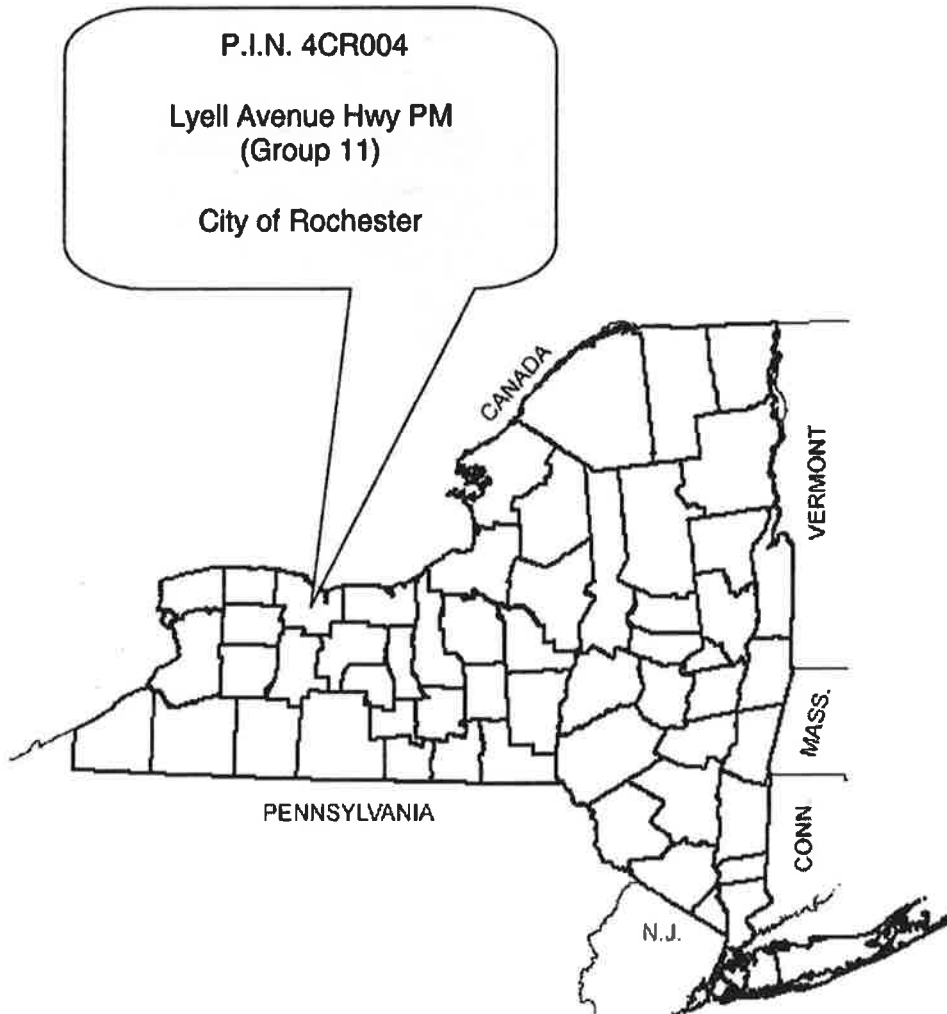 P.I.N. 4CR004
Lyell Avenue Hwy PM
(Group 11)
City of Rochester
CANADA
VERMONT
MASS.
PENNSYLVANIA
CONN
N.J.